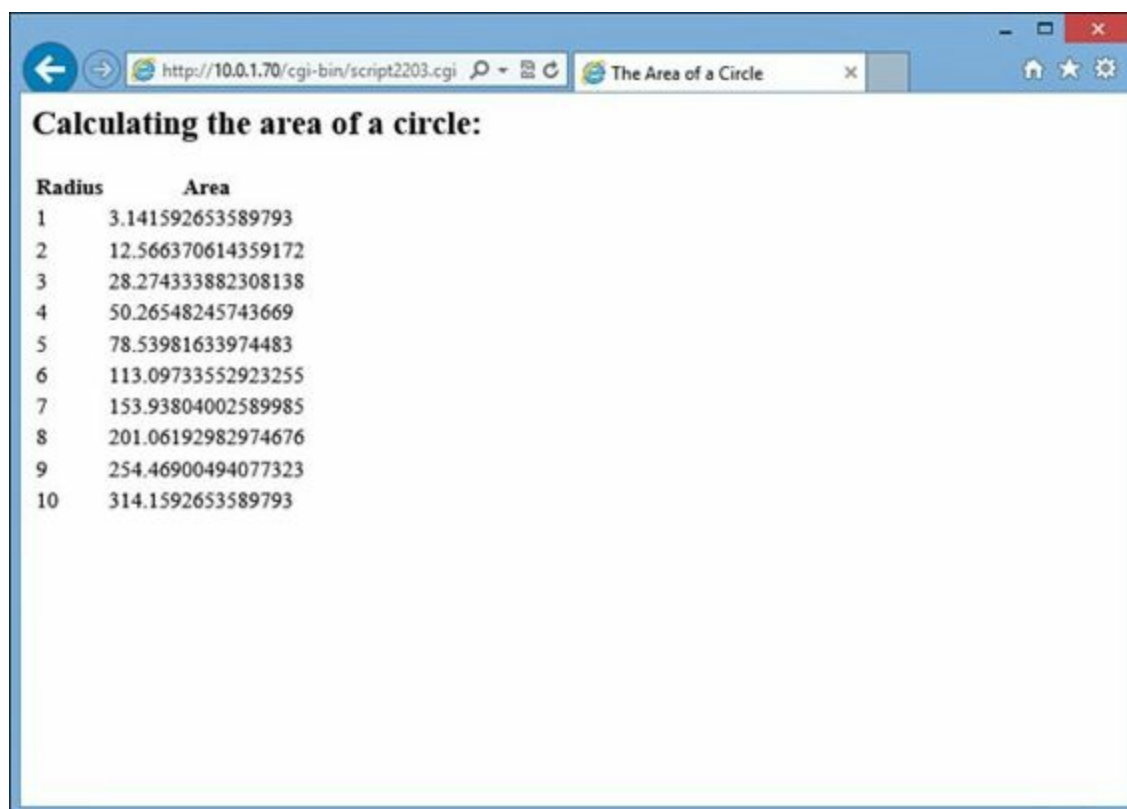 http://10.0.1.70/cgi-bin/script2203.cgi
The Area of a Circle
Calculating the area of a circle:
Radius Area
1 3.141592653589793
2 12.566370614359172
3 28.274333882308138
4 50.26548245743669
5 78.53981633974483
6 113.09733552923255
7 153.93804002589985
8 201.06192982974676
9 254.46900494077323
10 314.1592653589793